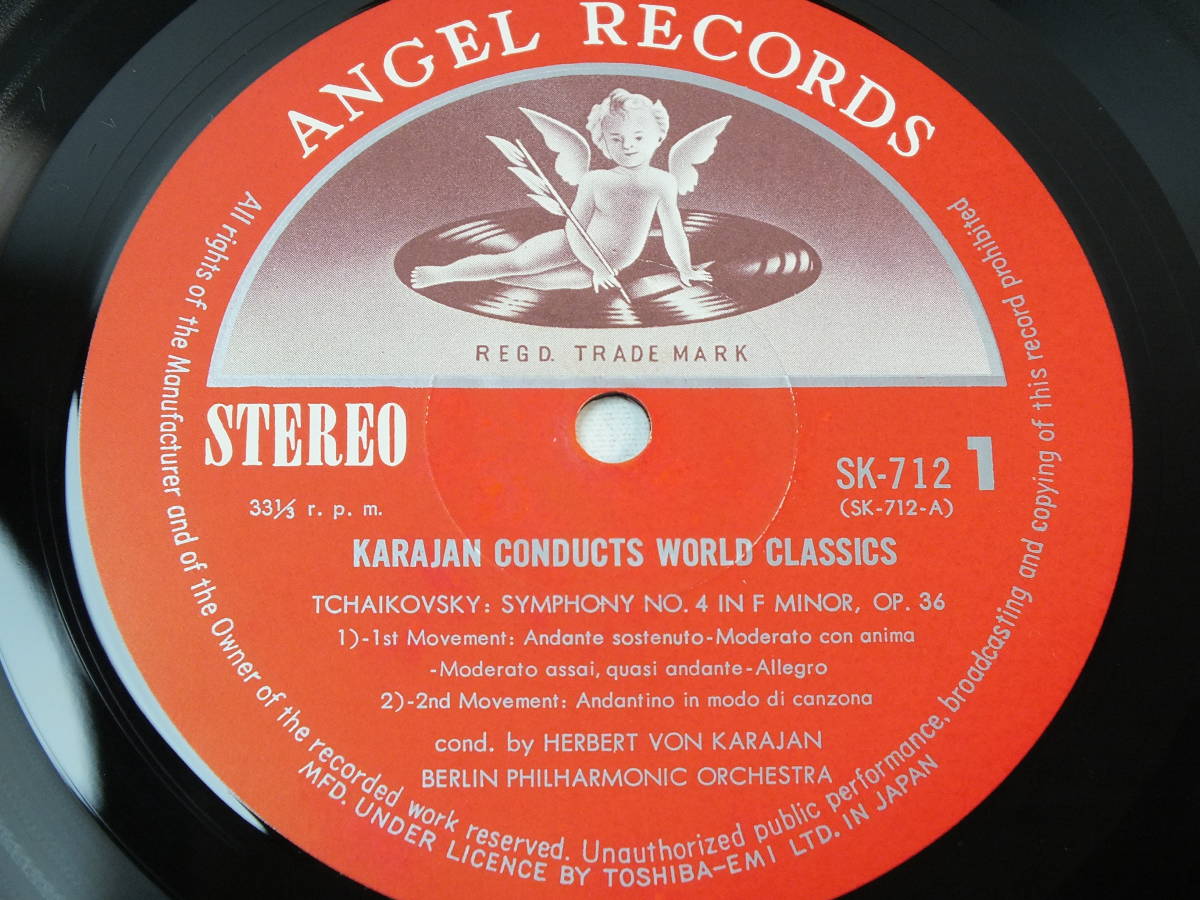 ANGEL RECORDS
REGD. TRADE MARK
STEREO
33⅓ r. p. m.
SK-712 1
(SK-712-A)
KARAJAN CONDUCTS WORLD CLASSICS
TCHAIKOVSKY: SYMPHONY NO. 4 IN F MINOR, OP. 36
1)-1st Movement: Andante sostenuto-Moderato con anima
-Moderato assai, quasi andante-Allegro
2)-2nd Movement: Andantino in modo di canzona
cond. by HERBERT VON KARAJAN
BERLIN PHILHARMONIC ORCHESTRA
All rights of the Manufacturer and of the Owner of the recorded work reserved. Unauthorized public performance, broadcasting and copying of this record prohibited
MFD. UNDER LICENCE BY TOSHIBA-EMI LTD. IN JAPAN